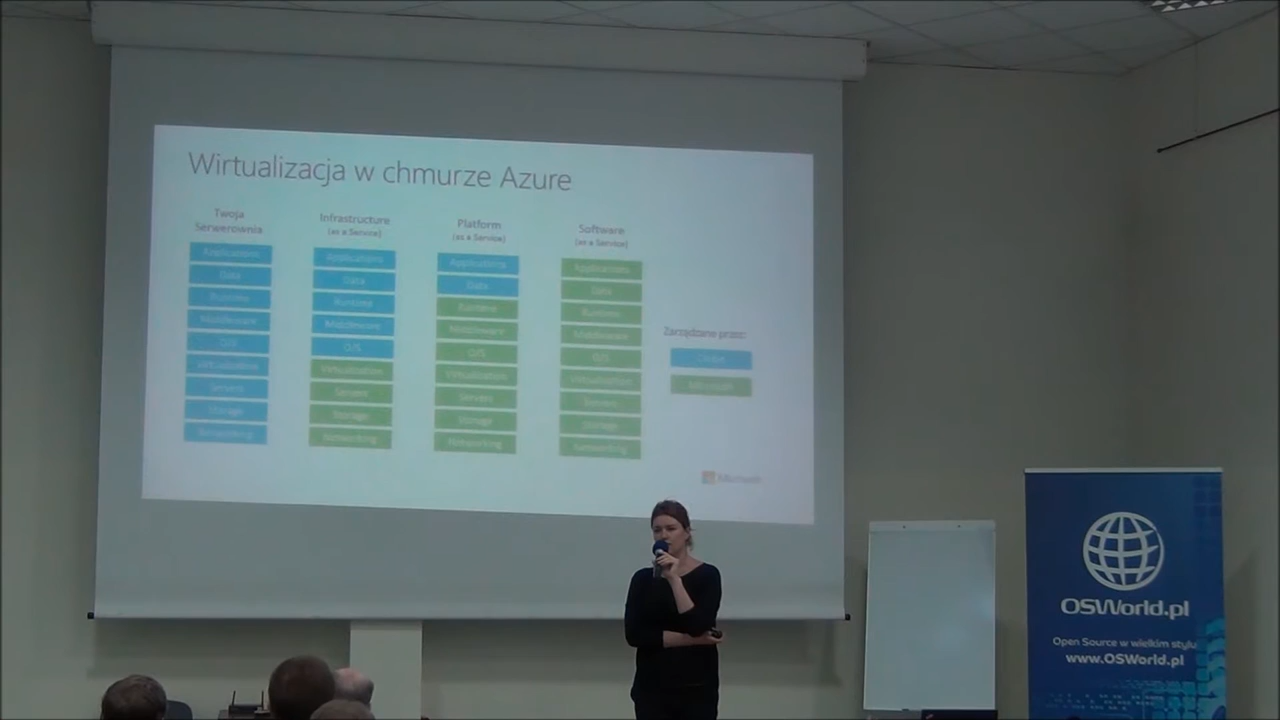 Wirtualizacja w chmurze Azure
Twoja
Serwerownia
Applications
Data
Runtime
Middleware
O/S
Virtualization
Servers
Storage
Networking
Infrastructure
(as a Service)
Applications
Data
Runtime
Middleware
O/S
Virtualization
Servers
Storage
Networking
Platform
(as a Service)
Applications
Data
Runtime
Middleware
O/S
Virtualization
Servers
Storage
Networking
Software
(as a Service)
Applications
Data
Runtime
Middleware
O/S
Virtualization
Servers
Storage
Networking
Zarządzane przez:
Microsoft
Microsoft
OSWorld.pl
Open Source w wielkim stylu
www.OSWorld.pl